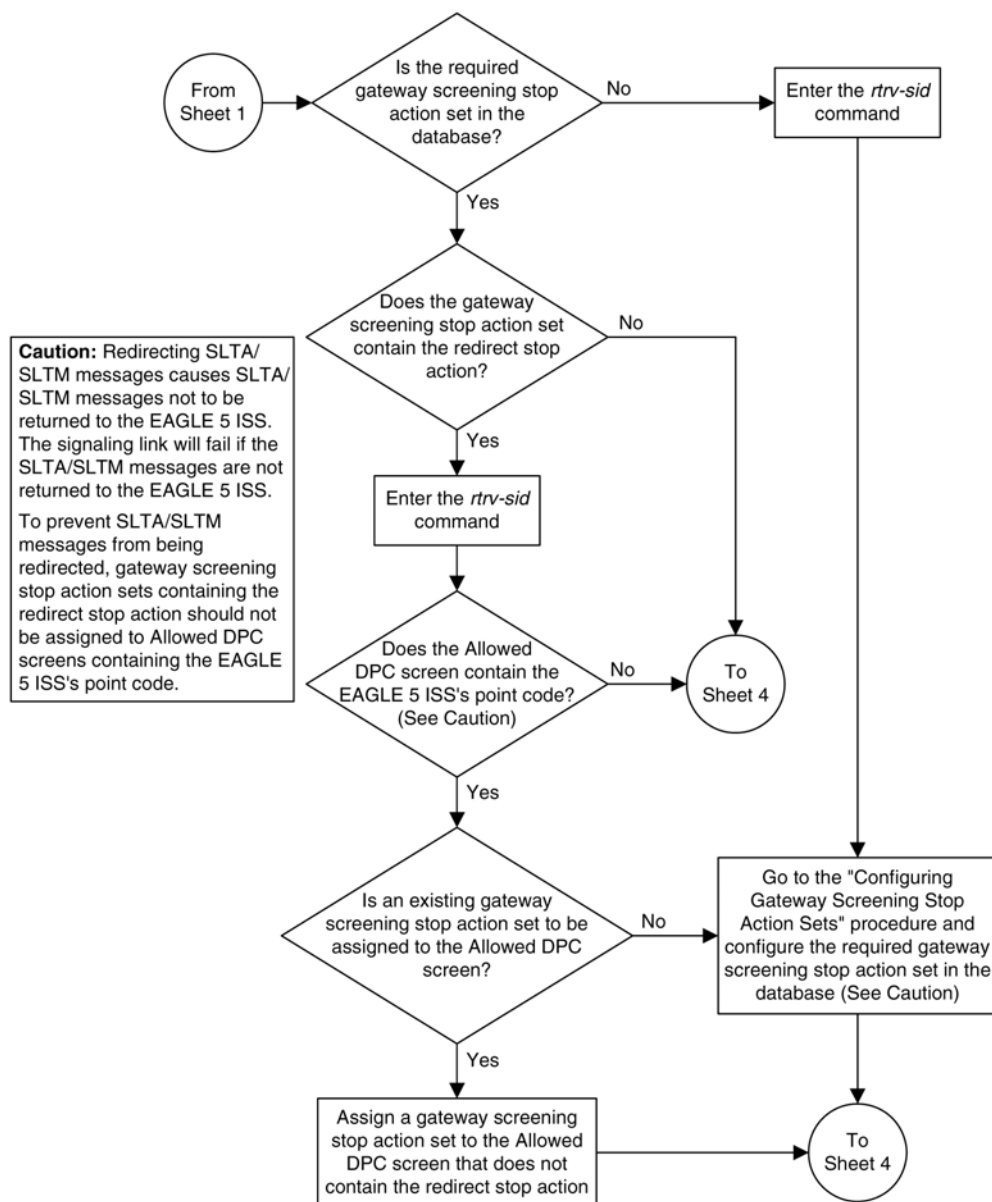 From
Sheet 1
Is the required
gateway screening stop
action set in the
database?
No
Enter the rtrv-sid
command
Yes
Does the gateway
screening stop action set
contain the redirect stop
action?
No
Yes
Caution: Redirecting SLTA/
SLTM messages causes SLTA/
SLTM messages not to be
returned to the EAGLE 5 ISS.
The signaling link will fail if the
SLTA/SLTM messages are not
returned to the EAGLE 5 ISS.
To prevent SLTA/SLTM
messages from being
redirected, gateway screening
stop action sets containing the
redirect stop action should not
be assigned to Allowed DPC
screens containing the EAGLE
5 ISS's point code.
Enter the rtrv-sid
command
Does the Allowed
DPC screen contain the
EAGLE 5 ISS's point code?
(See Caution)
No
To
Sheet 4
Yes
Is an existing gateway
screening stop action set to be
assigned to the Allowed DPC
screen?
No
Go to the "Configuring
Gateway Screening Stop
Action Sets" procedure and
configure the required gateway
screening stop action set in the
database (See Caution)
Yes
Assign a gateway screening
stop action set to the Allowed
DPC screen that does not
contain the redirect stop action
To
Sheet 4